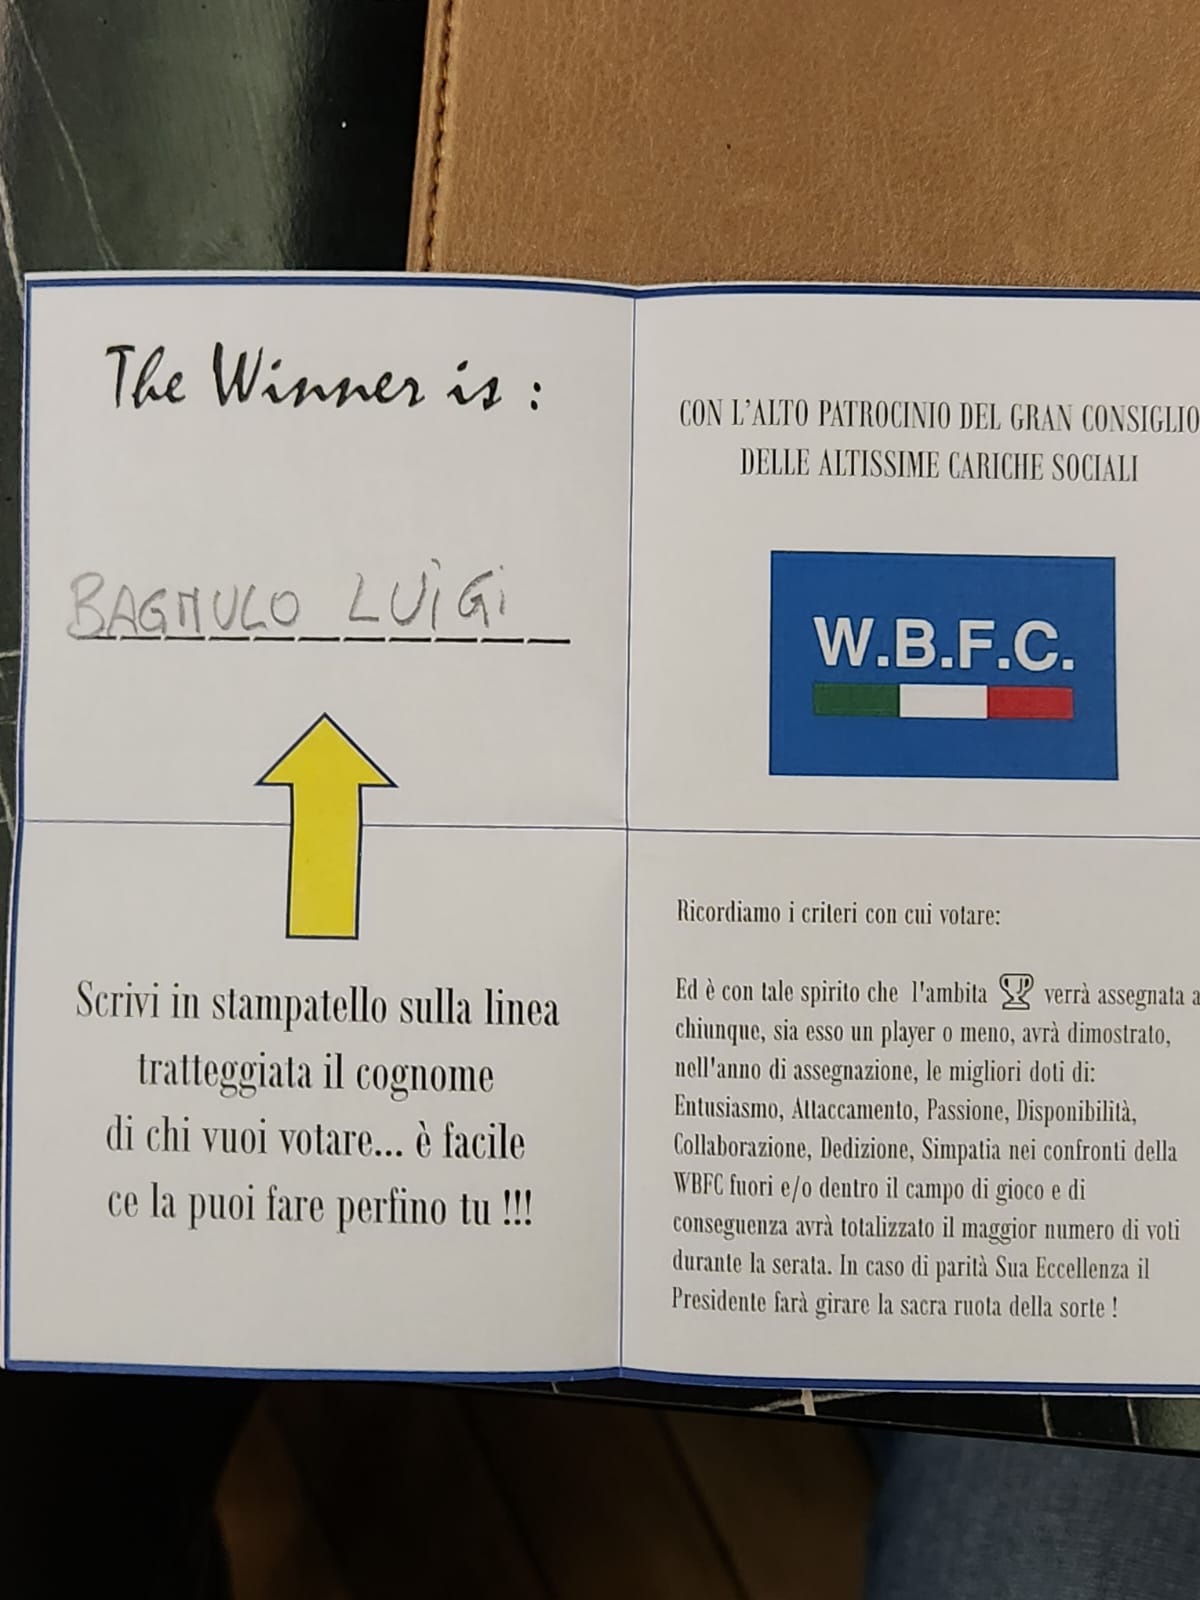 The Winner is :
BAGNULO LUIGI
Scrivi in stampatello sulla linea
tratteggiata il cognome
di chi vuoi votare... è facile
ce la puoi fare perfino tu !!!
CON L'ALTO PATROCINIO DEL GRAN CONSIGLIO
DELLE ALTISSIME CARICHE SOCIALI
W.B.F.C.
Ricordiamo i criteri con cui votare:
Ed è con tale spirito che l'ambita verrà assegnata a
chiunque, sia esso un player o meno, avrà dimostrato,
nell'anno di assegnazione, le migliori doti di:
Entusiasmo, Attaccamento, Passione, Disponibilità,
Collaborazione, Dedizione, Simpatia nei confronti della
WBFC fuori e/o dentro il campo di gioco e di
conseguenza avrà totalizzato il maggior numero di voti
durante la serata. In caso di parità Sua Eccellenza il
Presidente farà girare la sacra ruota della sorte !